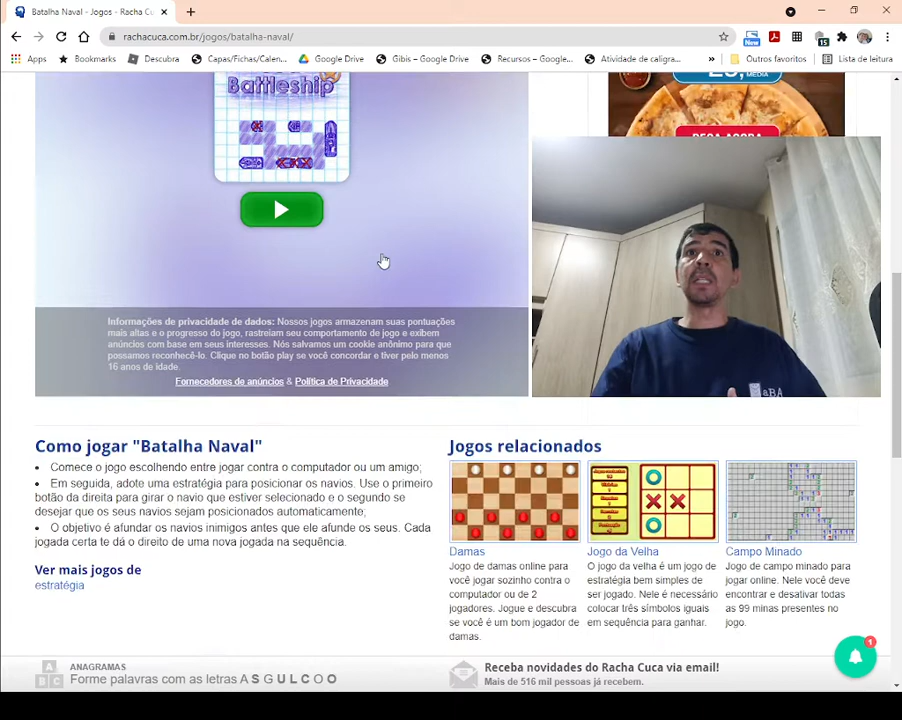 Batalha Naval - Jogos - Racha Cuca
rachacuca.com.br/jogos/batalha-naval/
New
15
Apps
Bookmarks
Descubra
Capas/Fichas/Calen...
Google Drive
Gibis – Google Drive
Recursos – Google...
Atividade de caligra...
»
Outros favoritos
Lista de leitura
Battleship
MÉDIA
PEÇA AGORA
Informações de privacidade de dados: Nossos jogos armazenam suas pontuações
mais altas e o progresso do jogo, rastreiam seu comportamento de jogo e exibem
anúncios com base em seus interesses. Nós salvamos um cookie anônimo para que
possamos reconhecê-lo. Clique no botão play se você concordar e tiver pelo menos
16 anos de idade.
Fornecedores de anúncios & Política de Privacidade
aBA
Como jogar "Batalha Naval"
• Comece o jogo escolhendo entre jogar contra o computador ou um amigo;
• Em seguida, adote uma estratégia para posicionar os navios. Use o primeiro
botão da direita para girar o navio que estiver selecionado e o segundo se
desejar que os seus navios sejam posicionados automaticamente;
• O objetivo é afundar os navios inimigos antes que ele afunde os seus. Cada
jogada certa te dá o direito de uma nova jogada na sequência.
Ver mais jogos de
estratégia
Jogos relacionados
Damas
Jogo de damas online para
você jogar sozinho contra o
computador ou de 2
jogadores. Jogue e descubra
se você é um bom jogador de
damas.
Jogo da Velha
O jogo da velha é um jogo de
estratégia bem simples de
ser jogado. Nele é necessário
colocar três símbolos iguais
em sequência para ganhar.
Campo Minado
Jogo de campo minado para
jogar online. Nele você deve
encontrar e desativar todas
as 99 minas presentes no
jogo.
1
A B C
ANAGRAMAS
Forme palavras com as letras A S G U L C O O
Receba novidades do Racha Cuca via email!
Mais de 516 mil pessoas já recebem.